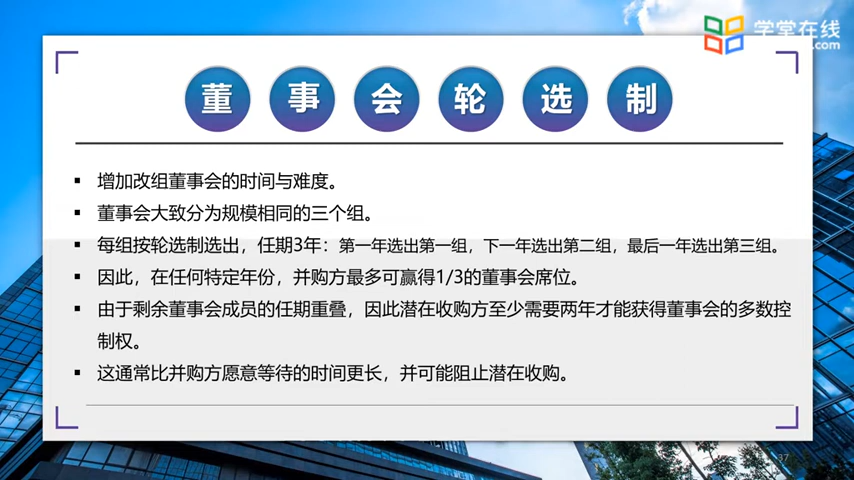 学堂在线
.com
董事会轮选制
▪ 增加改组董事会的时间与难度。
▪ 董事会大致分为规模相同的三个组。
▪ 每组按轮选制选出，任期3年：第一年选出第一组，下一年选出第二组，最后一年选出第三组。
▪ 因此，在任何特定年份，并购方最多可赢得1/3的董事会席位。
▪ 由于剩余董事会成员的任期重叠，因此潜在收购方至少需要两年才能获得董事会的多数控
制权。
▪ 这通常比并购方愿意等待的时间更长，并可能阻止潜在收购。
37